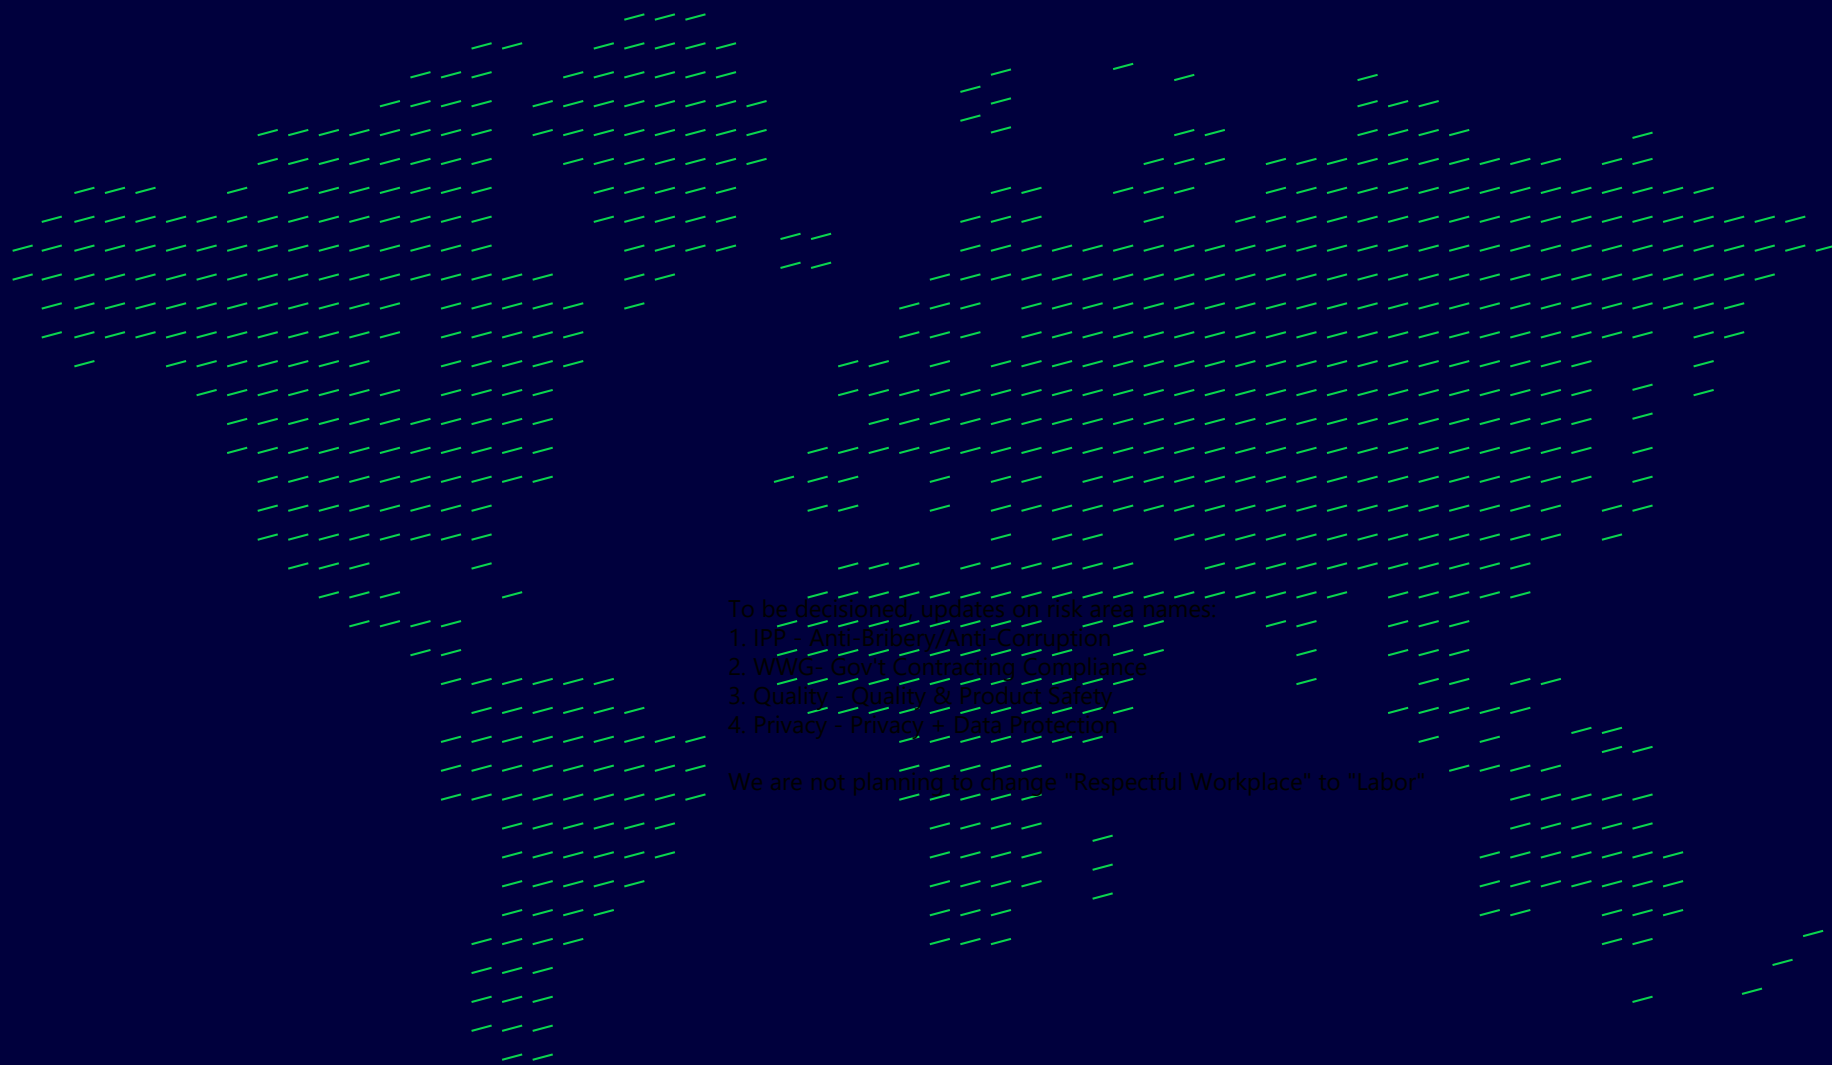 To be decisioned, updates on risk area names:
1. IPP - Anti-Bribery/Anti-Corruption
2. WWG- Gov't Contracting Compliance
3. Quality - Quality & Product Safety
4. Privacy - Privacy + Data Protection
We are not planning to change "Respectful Workplace" to "Labor"